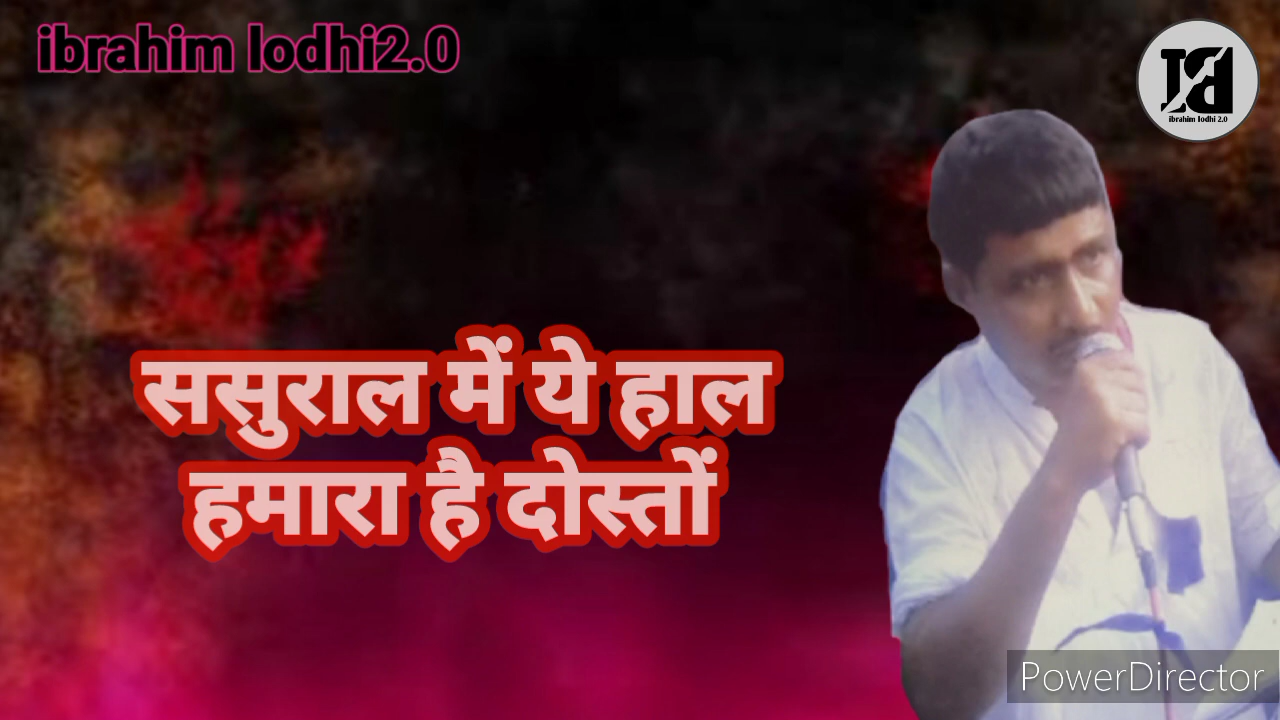 ibrahim lodhi2.0
ibrahim lodhi 2.0
ससुराल में ये हाल
हमारा है दोस्तों
PowerDirector